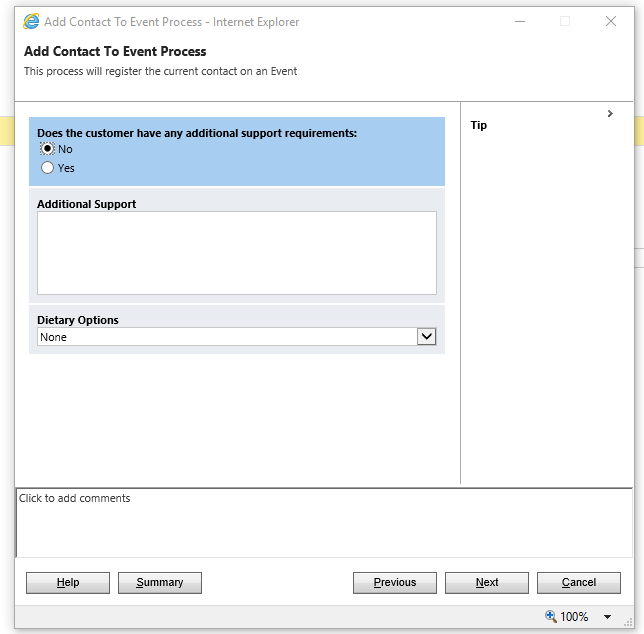 Add Contact To Event Process - Internet Explorer
Add Contact To Event Process
This process will register the current contact on an Event
Does the customer have any additional support requirements:
No
Yes
Additional Support
Dietary Options
None
Tip
Click to add comments
Help Summary Previous Next Cancel
100%